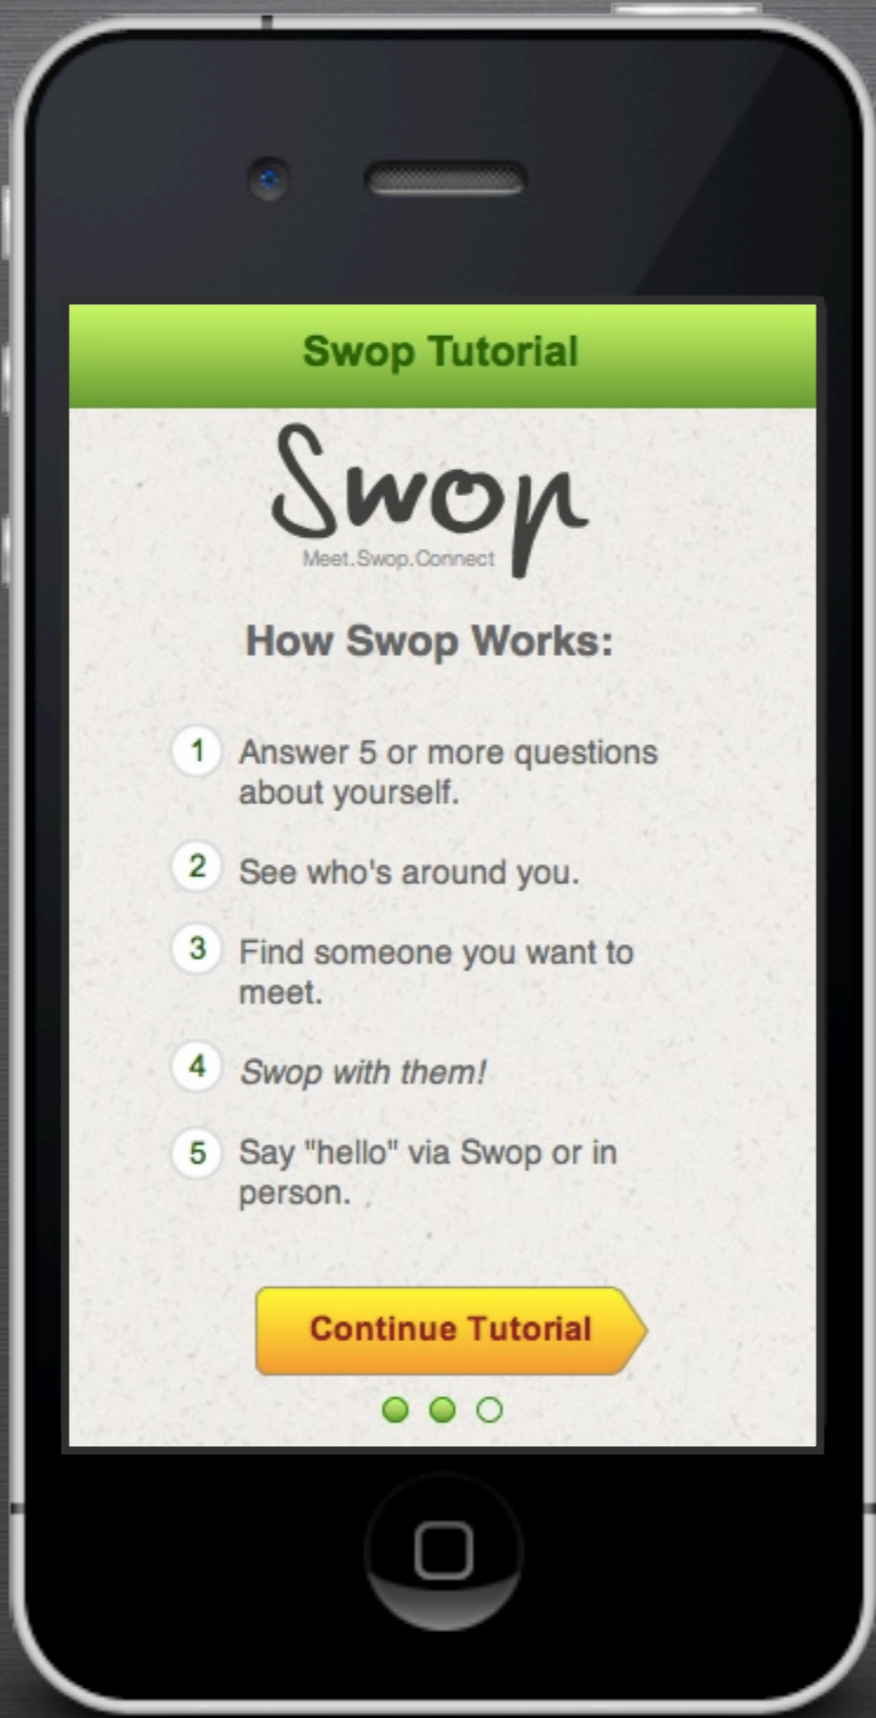 Swop Tutorial
Swop
Meet.Swop.Connect
How Swop Works:
1 Answer 5 or more questions
about yourself.
2 See who's around you.
3 Find someone you want to
meet.
4 Swop with them!
5 Say "hello" via Swop or in
person.
Continue Tutorial